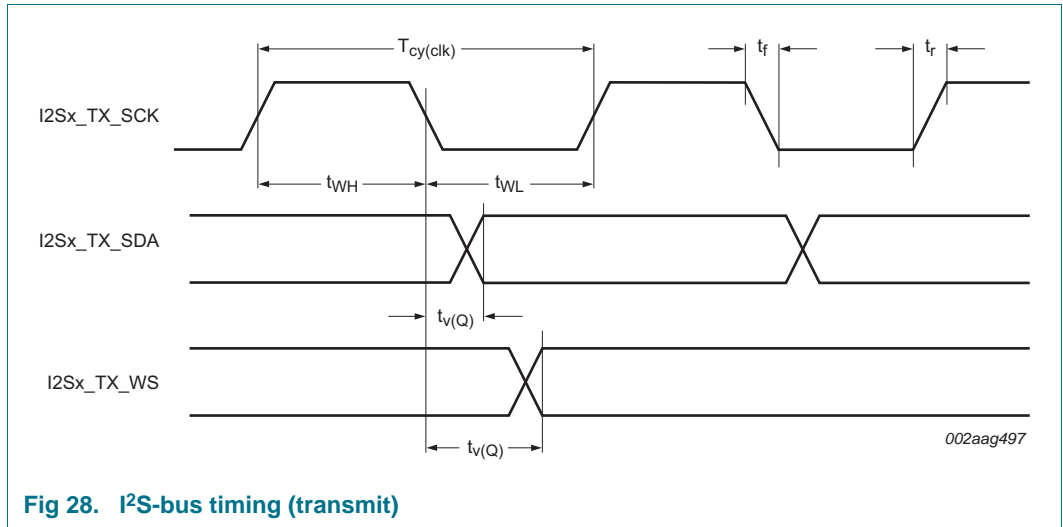 T_cy(clk)
t_f
t_r
I2Sx_TX_SCK
t_WH
t_WL
I2Sx_TX_SDA
t_v(Q)
I2Sx_TX_WS
t_v(Q)
002aag497
Fig 28. I²S-bus timing (transmit)